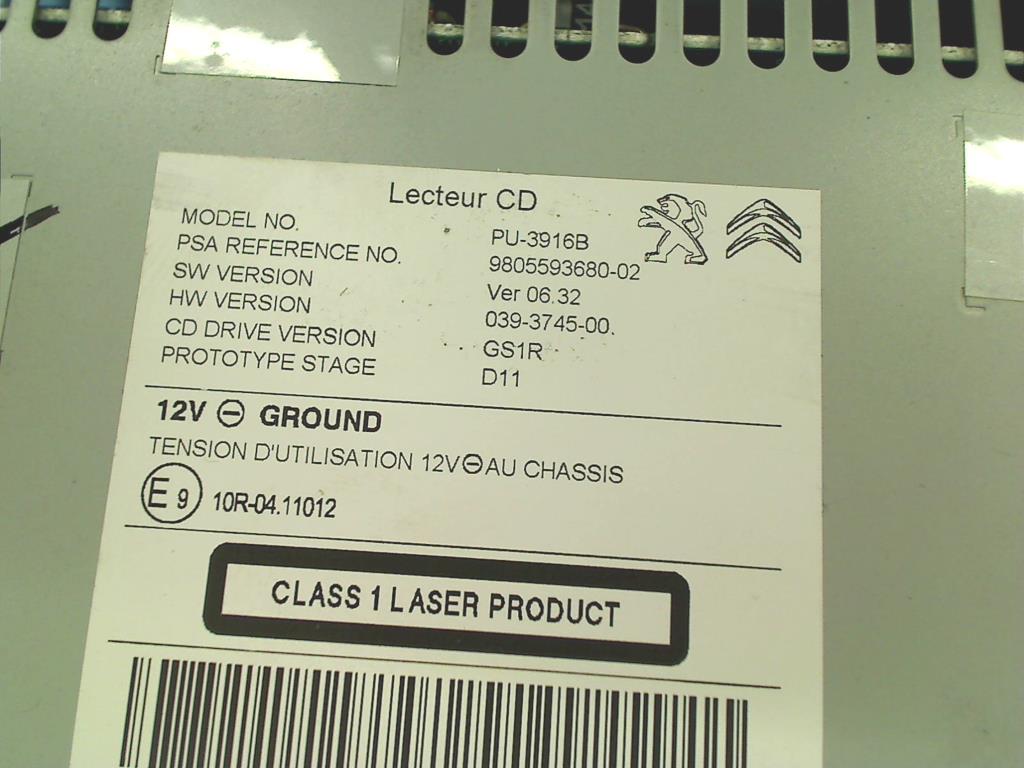 Lecteur CD
MODEL NO. PU-3916B
PSA REFERENCE NO. 9805593680-02
SW VERSION Ver 06.32
HW VERSION 039-3745-00.
CD DRIVE VERSION GS1R
PROTOTYPE STAGE D11
12V ⊖ GROUND
TENSION D'UTILISATION 12V⊖AU CHASSIS
E 9 10R-04.11012
CLASS 1 LASER PRODUCT